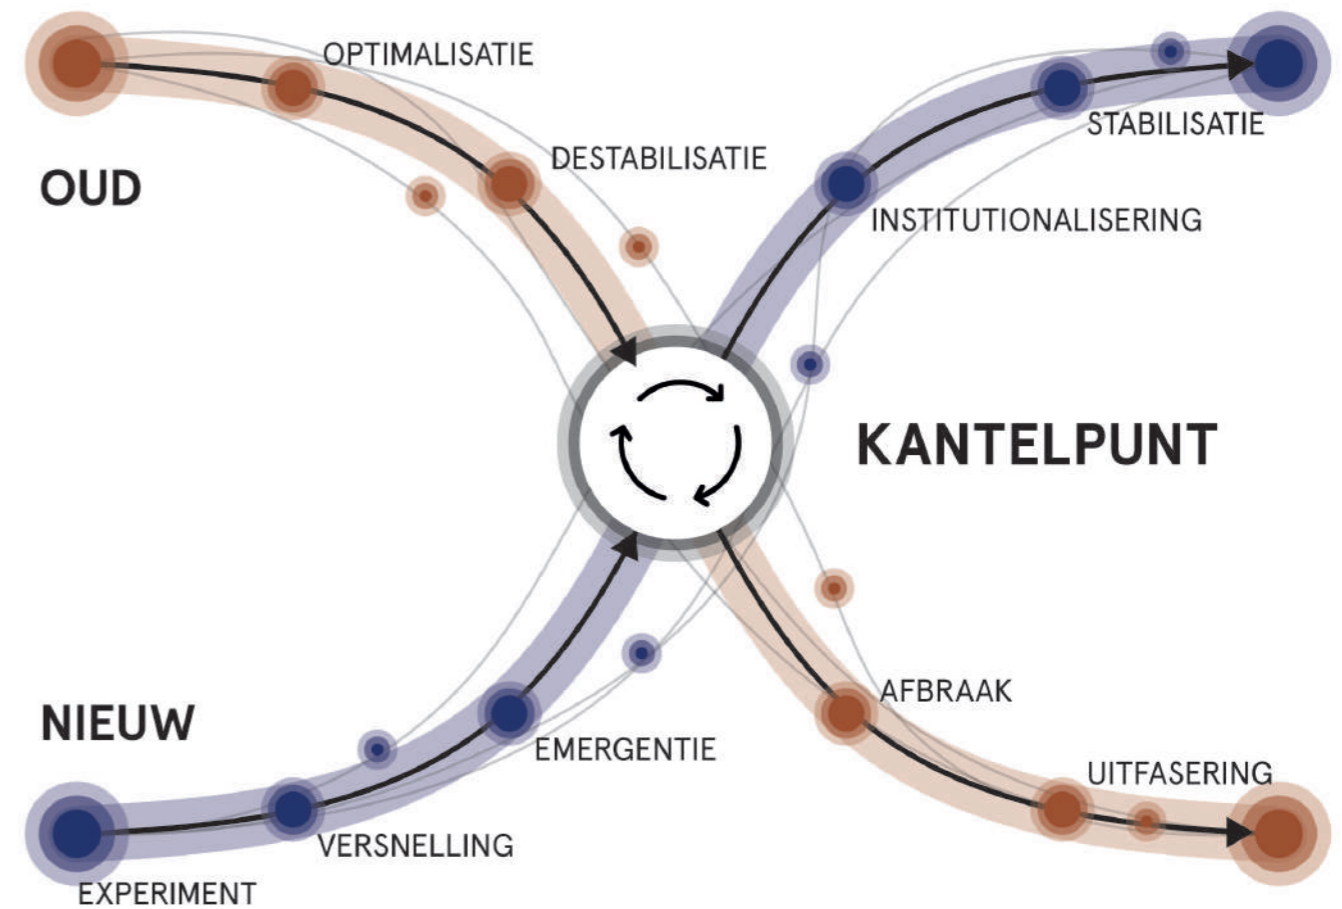 OPTIMALISATIE
DESTABILISATIE
OUD
STABILISATIE
INSTITUTIONALISERING
KANTELPUNT
NIEUW
EMERGENTIE
VERSNELLING
EXPERIMENT
AFBRAAK
UITFASERING